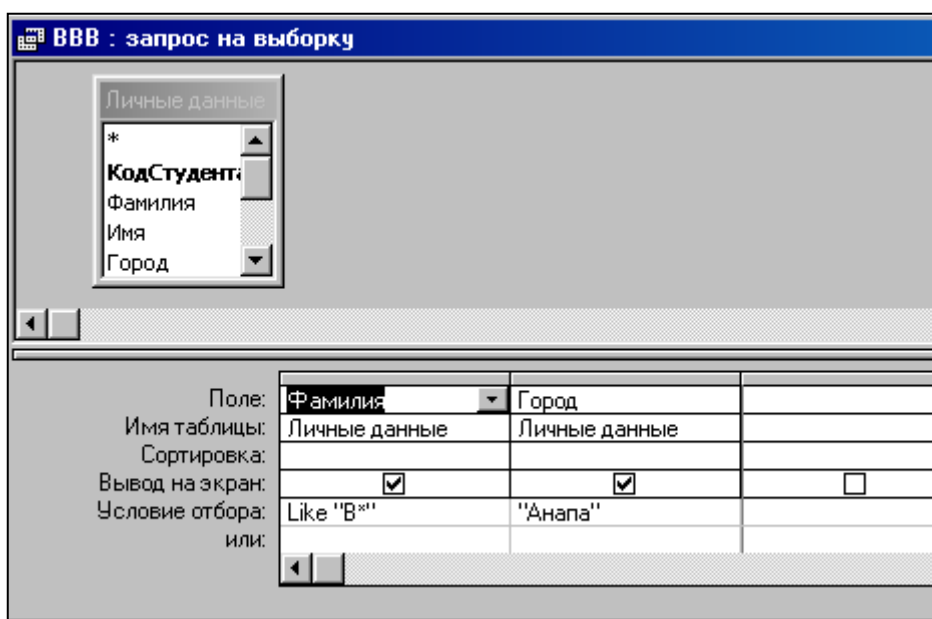 ВВВ : запрос на выборку
Личные данные
*
КодСтудента
Фамилия
Имя
Город
Поле: Фамилия Город
Имя таблицы: Личные данные Личные данные
Сортировка:
Вывод на экран:
Условие отбора: Like "В*" "Анапа"
или: